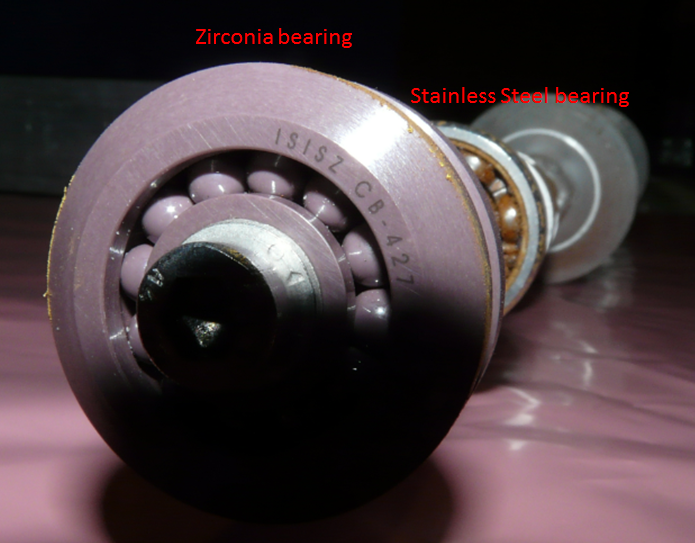 Zirconia bearing
Stainless Steel bearing
ISISZ CB-427